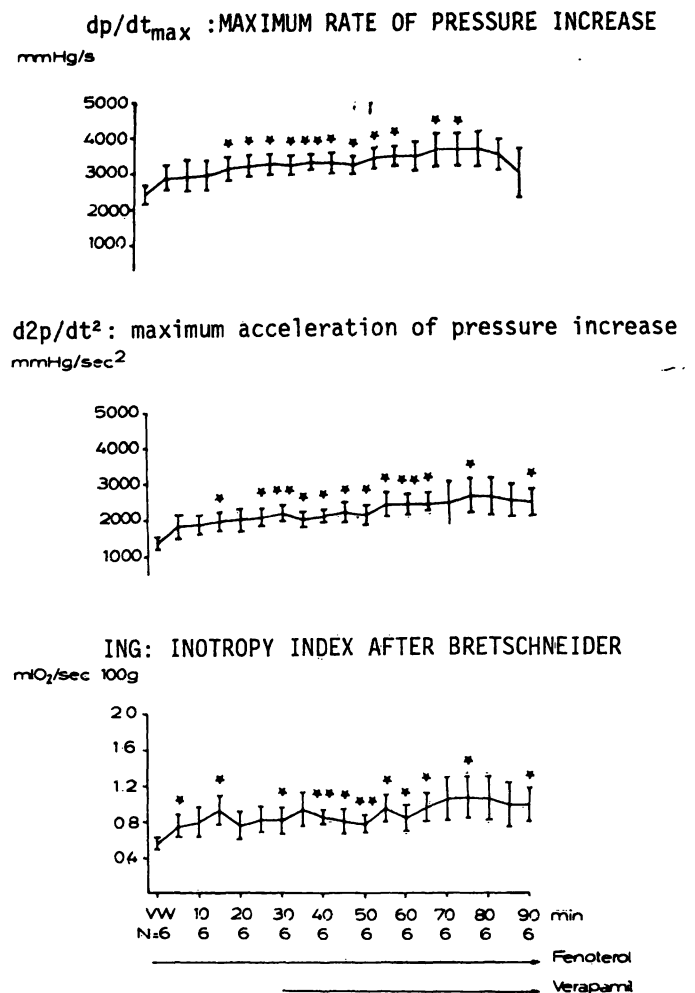 dp/dtmax :MAXIMUM RATE OF PRESSURE INCREASE
mmHg/s
5000
4000
3000
2000
1000
d2p/dt²: maximum acceleration of pressure increase
mmHg/sec2
5000
4000
3000
2000
1000
ING: INOTROPY INDEX AFTER BRETSCHNEIDER
mlO2/sec 100g
2.0
1.6
1.2
0.8
0.4
VW 10 20 30 40 50 60 70 80 90 min
N=6 6 6 6 6 6 6 6 6 6
Fenoterol
Verapamil